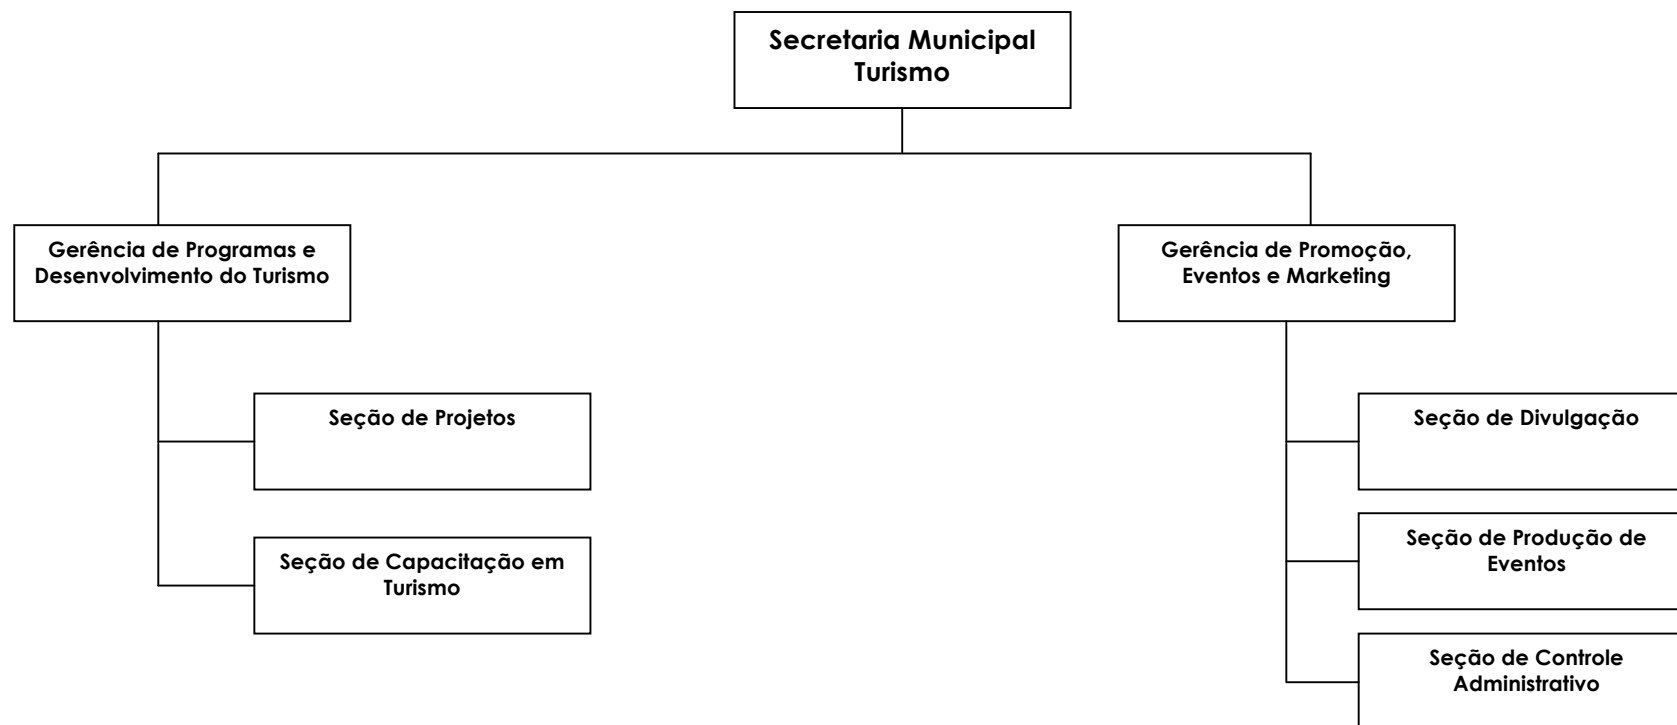 Secretaria Municipal
Turismo
Gerência de Programas e
Desenvolvimento do Turismo
Gerência de Promoção,
Eventos e Marketing
Seção de Projetos
Seção de Divulgação
Seção de Produção de
Eventos
Seção de Capacitação em
Turismo
Seção de Controle
Administrativo